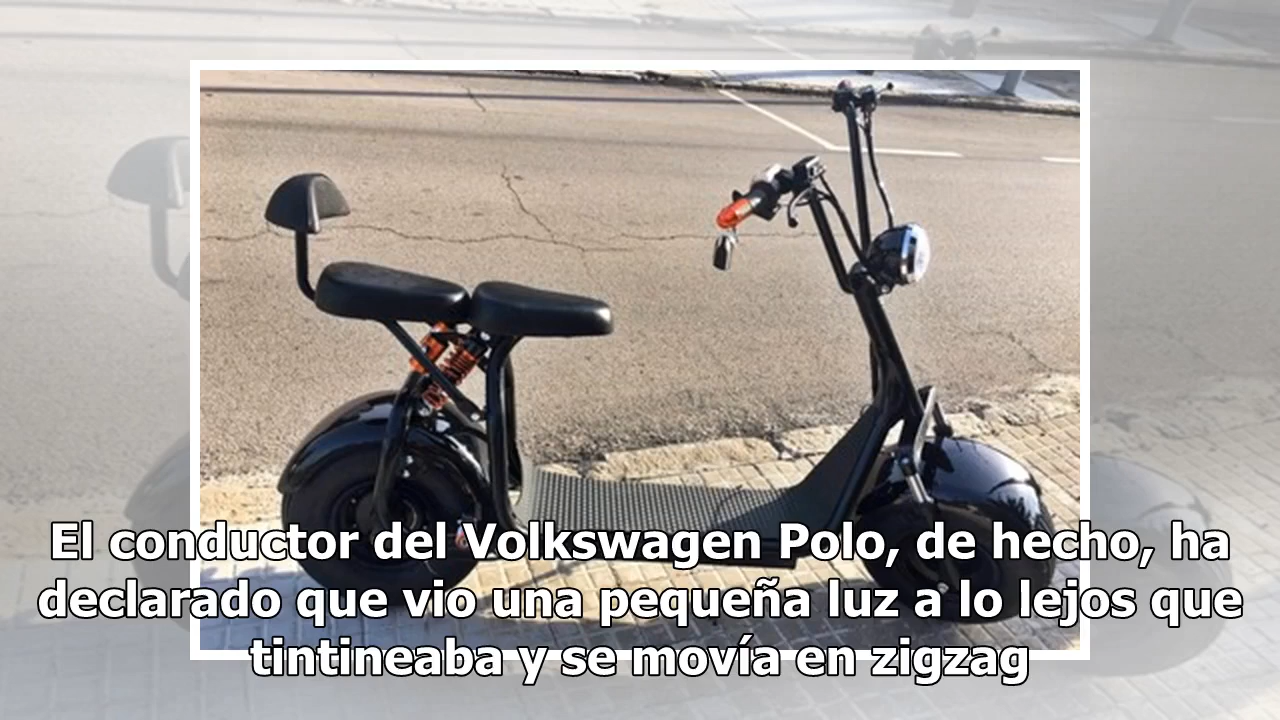 El conductor del Volkswagen Polo, de hecho, ha
declarado que vio una pequeña luz a lo lejos que
tintineaba y se movía en zigzag